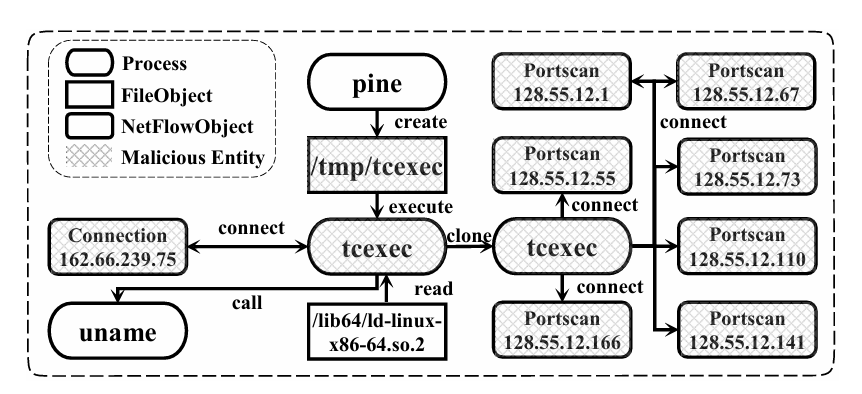 Process
FileObject
NetFlowObject
Malicious Entity
pine
create
/tmp/tcexec
execute
Connection
162.66.239.75
connect
tcexec
clone
tcexec
call
read
uname
/lib64/ld-linux-
x86-64.so.2
Portscan
128.55.12.1
Portscan
128.55.12.67
connect
Portscan
128.55.12.55
connect
Portscan
128.55.12.73
Portscan
128.55.12.110
connect
Portscan
128.55.12.166
Portscan
128.55.12.141